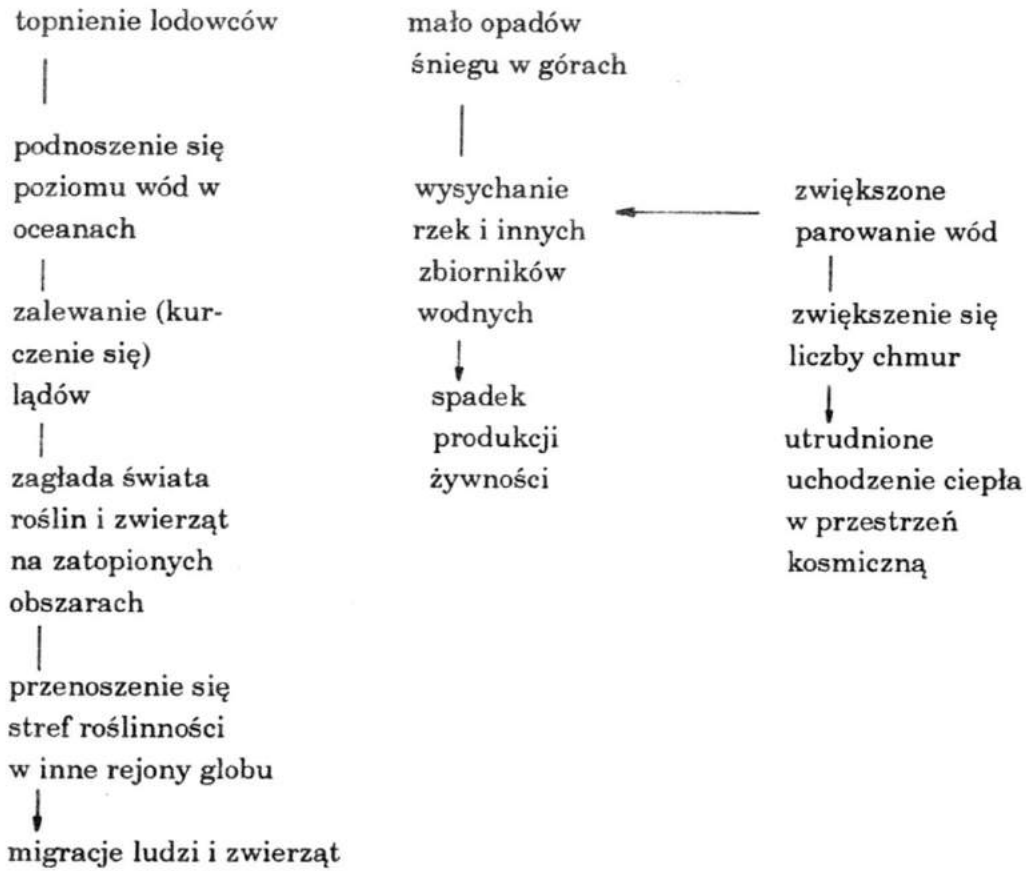 topnienie lodowców
podnoszenie się
poziomu wód w
oceanach
zalewanie (kur-
czenie się)
lądów
zagłada świata
roślin i zwierząt
na zatopionych
obszarach
przenoszenie się
stref roślinności
w inne rejony globu
migracje ludzi i zwierząt
mało opadów
śniegu w górach
wysychanie
rzek i innych
zbiorników
wodnych
spadek
produkcji
żywności
zwiększone
parowanie wód
zwiększenie się
liczby chmur
utrudnione
uchodzenie ciepła
w przestrzeń
kosmiczną